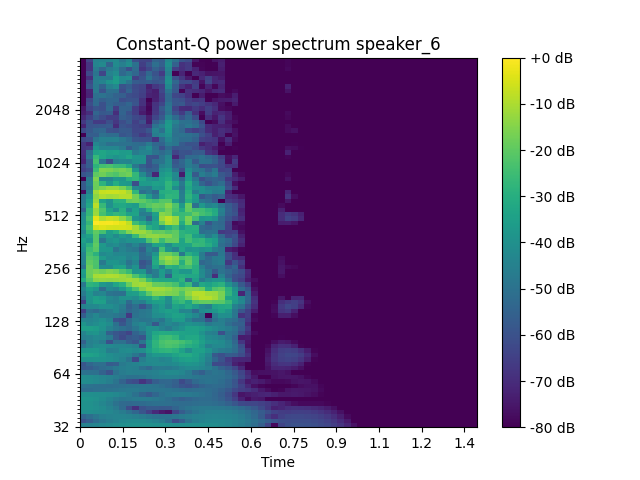 Constant-Q power spectrum speaker_6
+0 dB
-10 dB
-20 dB
-30 dB
-40 dB
-50 dB
-60 dB
-70 dB
-80 dB
Hz
2048
1024
512
256
128
64
32
0 0.15 0.3 0.45 0.6 0.75 0.9 1.1 1.2 1.4
Time